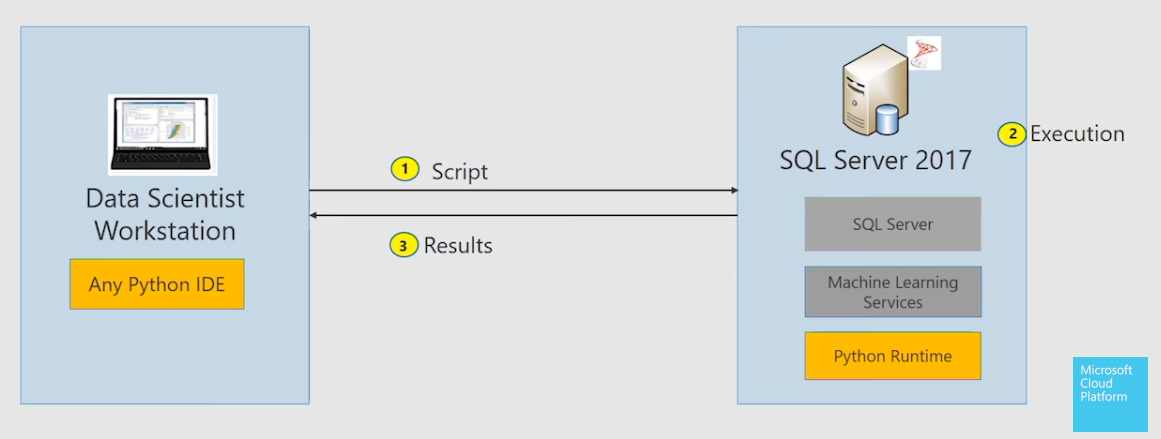 Data Scientist
Workstation
Any Python IDE
1 Script
3 Results
SQL Server 2017
2 Execution
SQL Server
Machine Learning
Services
Python Runtime
Microsoft
Cloud
Platform